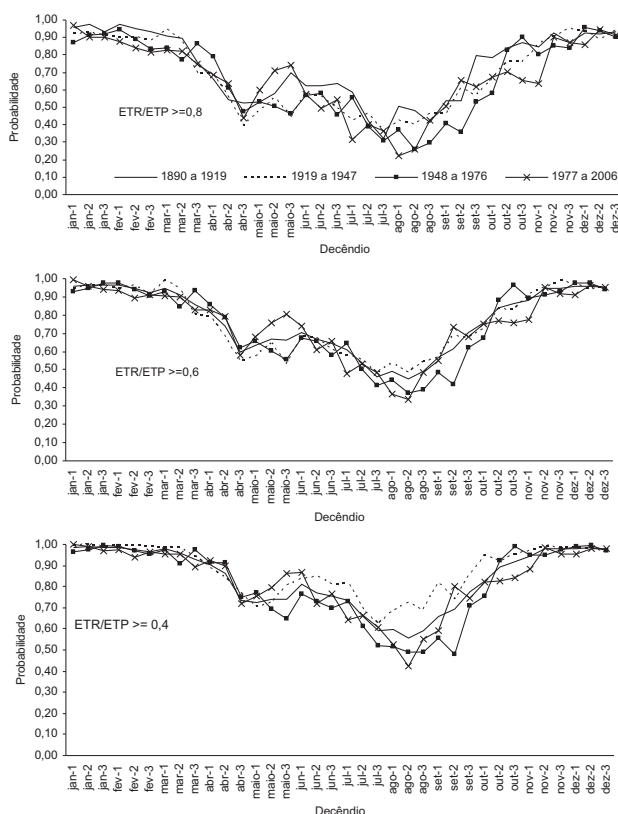 1,00
0,90
0,80
0,70
0,60
0,50
0,40
0,30
0,20
0,10
0,00
Probabilidade
ETR/ETP >=0,8
1890 a 1919 1919 a 1947 1948 a 1976 1977 a 2006
jan-1 jan-2 jan-3 fev-1 fev-2 fev-3 mar-1 mar-2 mar-3 abr-1 abr-2 abr-3 maio-1 maio-2 maio-3 jun-1 jun-2 jun-3 jul-1 jul-2 jul-3 ago-1 ago-2 ago-3 set-1 set-2 set-3 out-1 out-2 out-3 nov-1 nov-2 nov-3 dez-1 dez-2 dez-3
Decêndio
1,00
0,90
0,80
0,70
0,60
0,50
0,40
0,30
0,20
0,10
0,00
Probabilidade
ETR/ETP >=0,6
jan-1 jan-2 jan-3 fev-1 fev-2 fev-3 mar-1 mar-2 mar-3 abr-1 abr-2 abr-3 maio-1 maio-2 maio-3 jun-1 jun-2 jun-3 jul-1 jul-2 jul-3 ago-1 ago-2 ago-3 set-1 set-2 set-3 out-1 out-2 out-3 nov-1 nov-2 nov-3 dez-1 dez-2 dez-3
Decêndio
1,00
0,90
0,80
0,70
0,60
0,50
0,40
0,30
0,20
0,10
0,00
Probabilidade
ETR/ETP >= 0,4
jan-1 jan-2 jan-3 fev-1 fev-2 fev-3 mar-1 mar-2 mar-3 abr-1 abr-2 abr-3 maio-1 maio-2 maio-3 jun-1 jun-2 jun-3 jul-1 jul-2 jul-3 ago-1 ago-2 ago-3 set-1 set-2 set-3 out-1 out-2 out-3 nov-1 nov-2 nov-3 dez-1 dez-2 dez-3
Decêndio